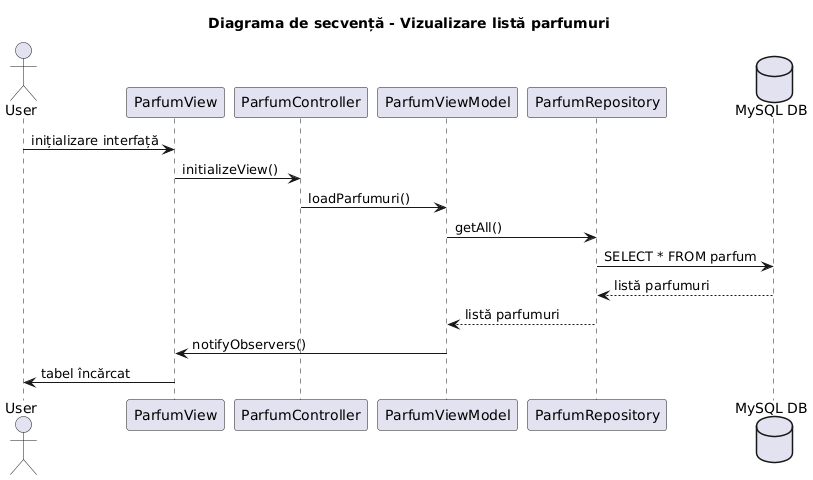 Diagrama de secvență - Vizualizare listă parfumuri
User
ParfumView
ParfumController
ParfumViewModel
ParfumRepository
MySQL DB
inițializare interfață
initializeView()
loadParfumuri()
getAll()
SELECT * FROM parfum
listă parfumuri
listă parfumuri
notifyObservers()
tabel încărcat
User
ParfumView
ParfumController
ParfumViewModel
ParfumRepository
MySQL DB